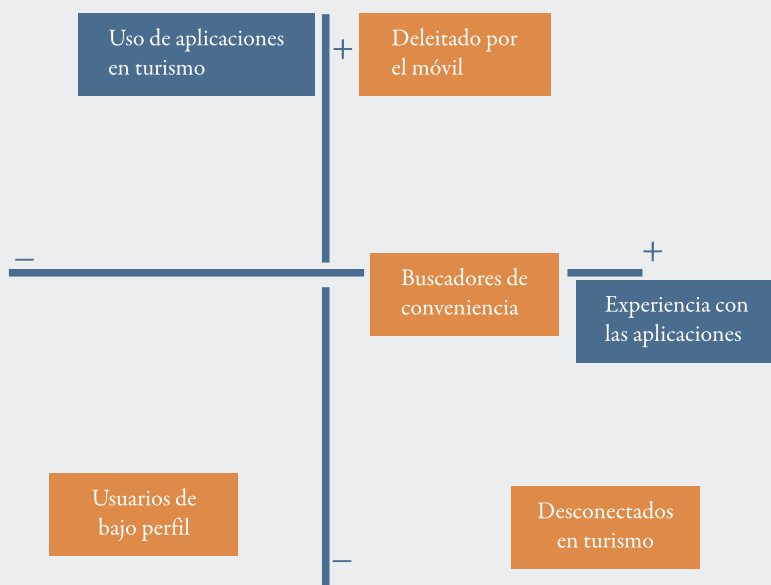 Uso de aplicaciones
en turismo
+
Deleitado por
el móvil
–
+
Buscadores de
conveniencia
Experiencia con
las aplicaciones
Usuarios de
bajo perfil
Desconectados
en turismo
–